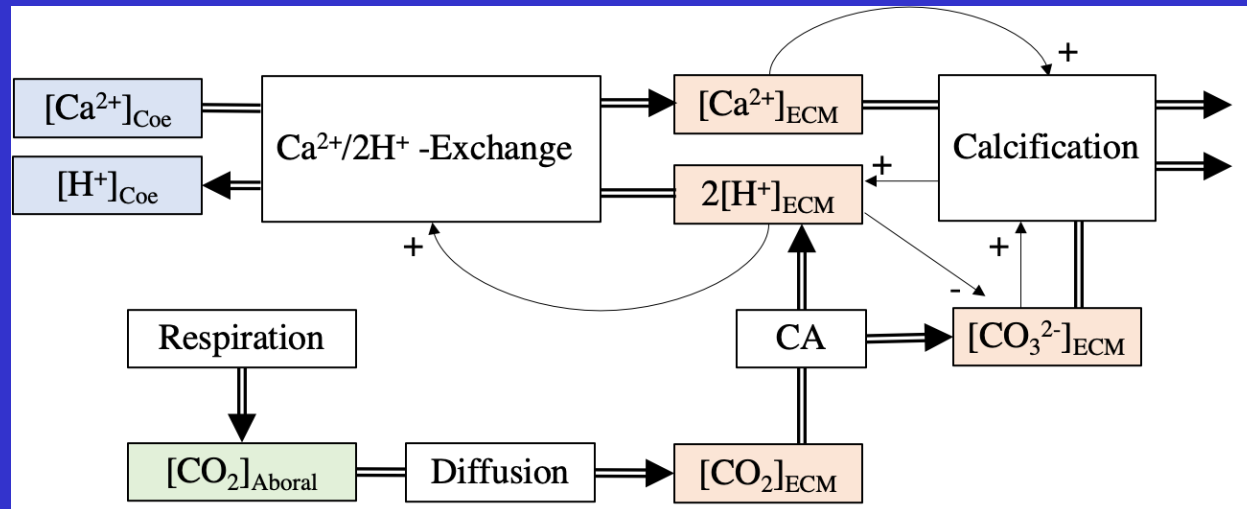 +
[Ca²⁺]Coe
[Ca²⁺]ECM
Ca²⁺/2H⁺ -Exchange
Calcification
[H⁺]Coe
2[H⁺]ECM
+
+
+
-
Respiration
CA
[CO₃²⁻]ECM
[CO₂]Aboral
Diffusion
[CO₂]ECM